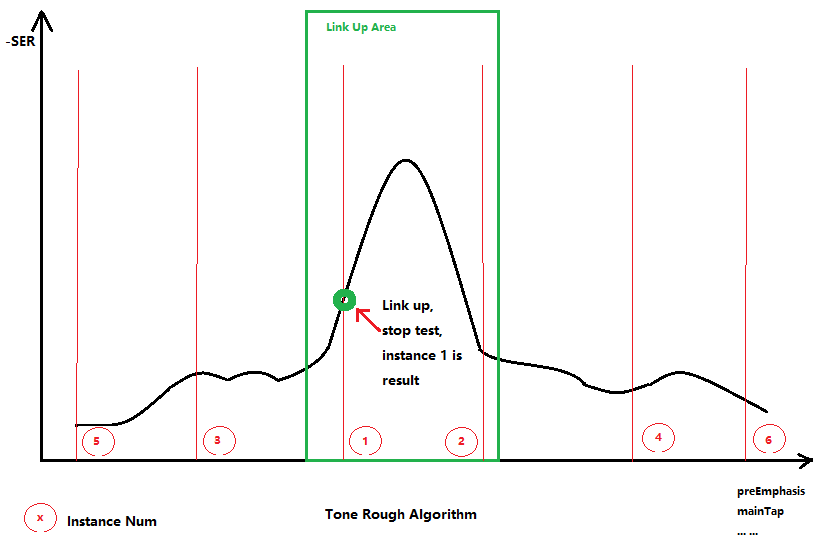 Link Up Area
-SER
Link up,
stop test,
instance 1 is
result
5
3
1
2
4
6
preEmphasis
mainTap
... ...
x
Instance Num
Tone Rough Algorithm